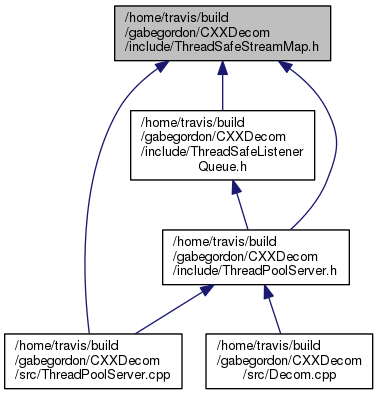 /home/travis/build
/gabegordon/CXXDecom
/include/ThreadSafeStreamMap.h
/home/travis/build
/gabegordon/CXXDecom
/include/ThreadSafeListener
Queue.h
/home/travis/build
/gabegordon/CXXDecom
/include/ThreadPoolServer.h
/home/travis/build
/gabegordon/CXXDecom
/src/ThreadPoolServer.cpp
/home/travis/build
/gabegordon/CXXDecom
/src/Decom.cpp